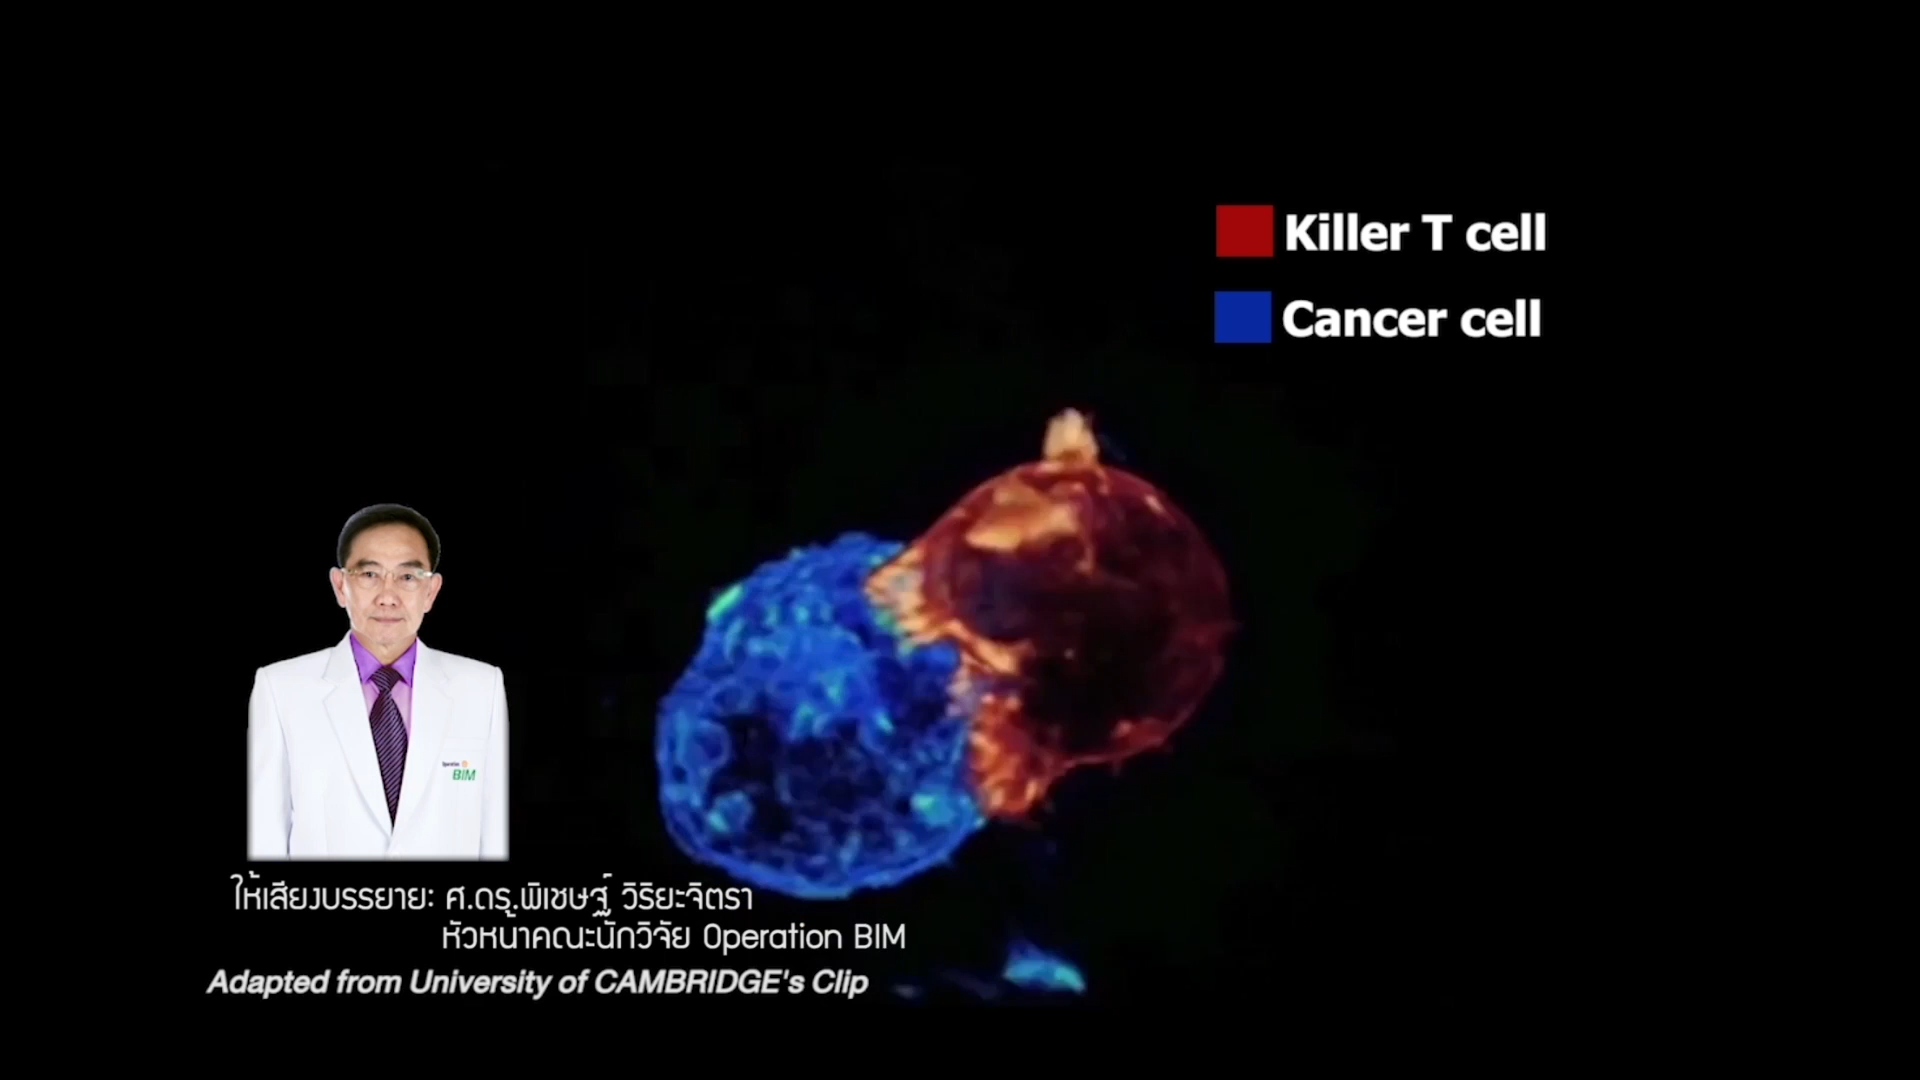 Killer T cell
Cancer cell
Operation
BIM
ให้เสียงบรรยาย: ศ.ดร.พิเชษฐ์ วิริยะจิตรา
หัวหน้าคณะนักวิจัย Operation BIM
Adapted from University of CAMBRIDGE's Clip